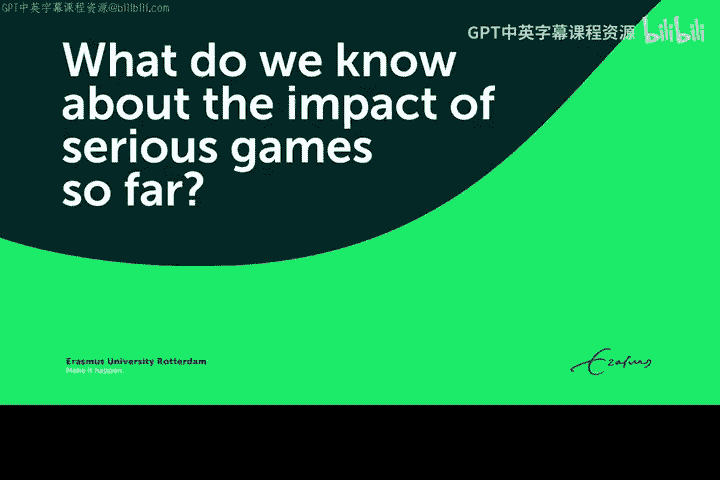 GPT中英字幕课程资源@bilibili.com
GPT中英字幕课程资源 bilibili
What do we know
about the impact of
serious games
so far?
Erasmus University Rotterdam
Make it happen.
Erasmus